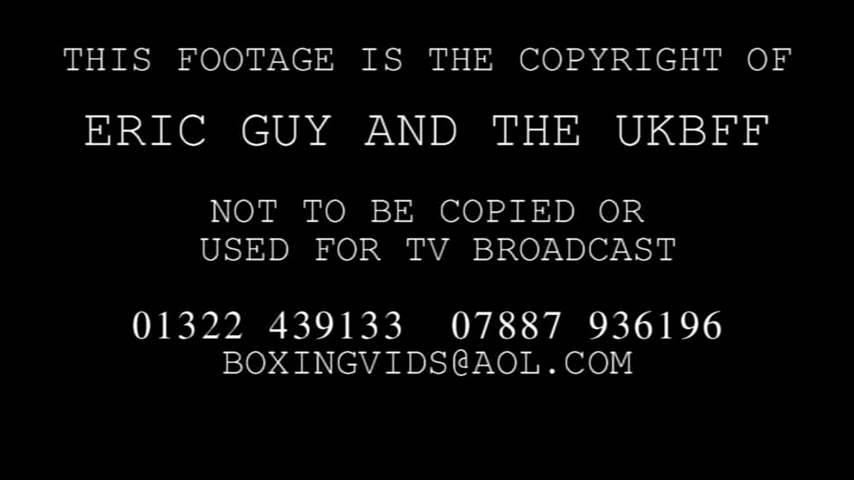 THIS FOOTAGE IS THE COPYRIGHT OF
ERIC GUY AND THE UKBFF
NOT TO BE COPIED OR
USED FOR TV BROADCAST
01322 439133 07887 936196
BOXINGVIDS@AOL.COM